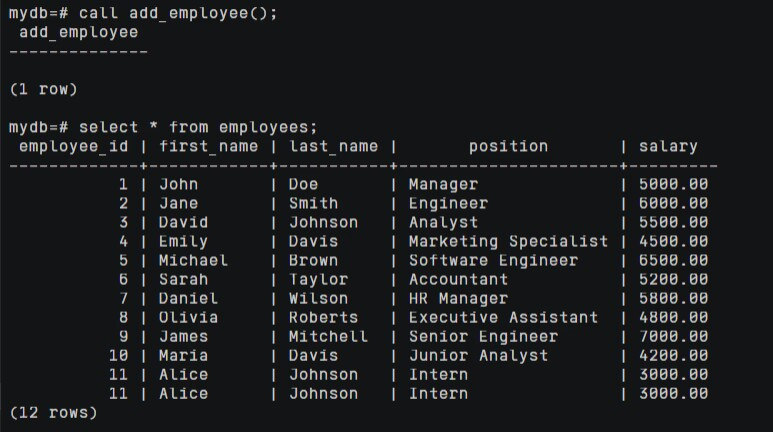 mydb=# call add_employee();
 add_employee
--------------

(1 row)

mydb=# select * from employees;
 employee_id | first_name | last_name |       position       | salary
-------------+------------+-----------+----------------------+---------
           1 | John       | Doe       | Manager              | 5000.00
           2 | Jane       | Smith     | Engineer             | 6000.00
           3 | David      | Johnson   | Analyst              | 5500.00
           4 | Emily      | Davis     | Marketing Specialist | 4500.00
           5 | Michael    | Brown     | Software Engineer    | 6500.00
           6 | Sarah      | Taylor    | Accountant           | 5200.00
           7 | Daniel     | Wilson    | HR Manager           | 5800.00
           8 | Olivia     | Roberts   | Executive Assistant  | 4800.00
           9 | James      | Mitchell  | Senior Engineer      | 7000.00
          10 | Maria      | Davis     | Junior Analyst       | 4200.00
          11 | Alice      | Johnson   | Intern               | 3000.00
          11 | Alice      | Johnson   | Intern               | 3000.00
(12 rows)